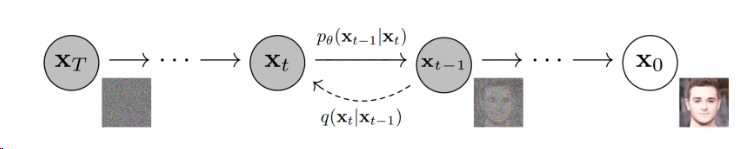 p_θ(x_{t−1}|x_t)
x_T → ⋯ → x_t → x_{t−1} → ⋯ → x_0
q(x_t|x_{t−1})